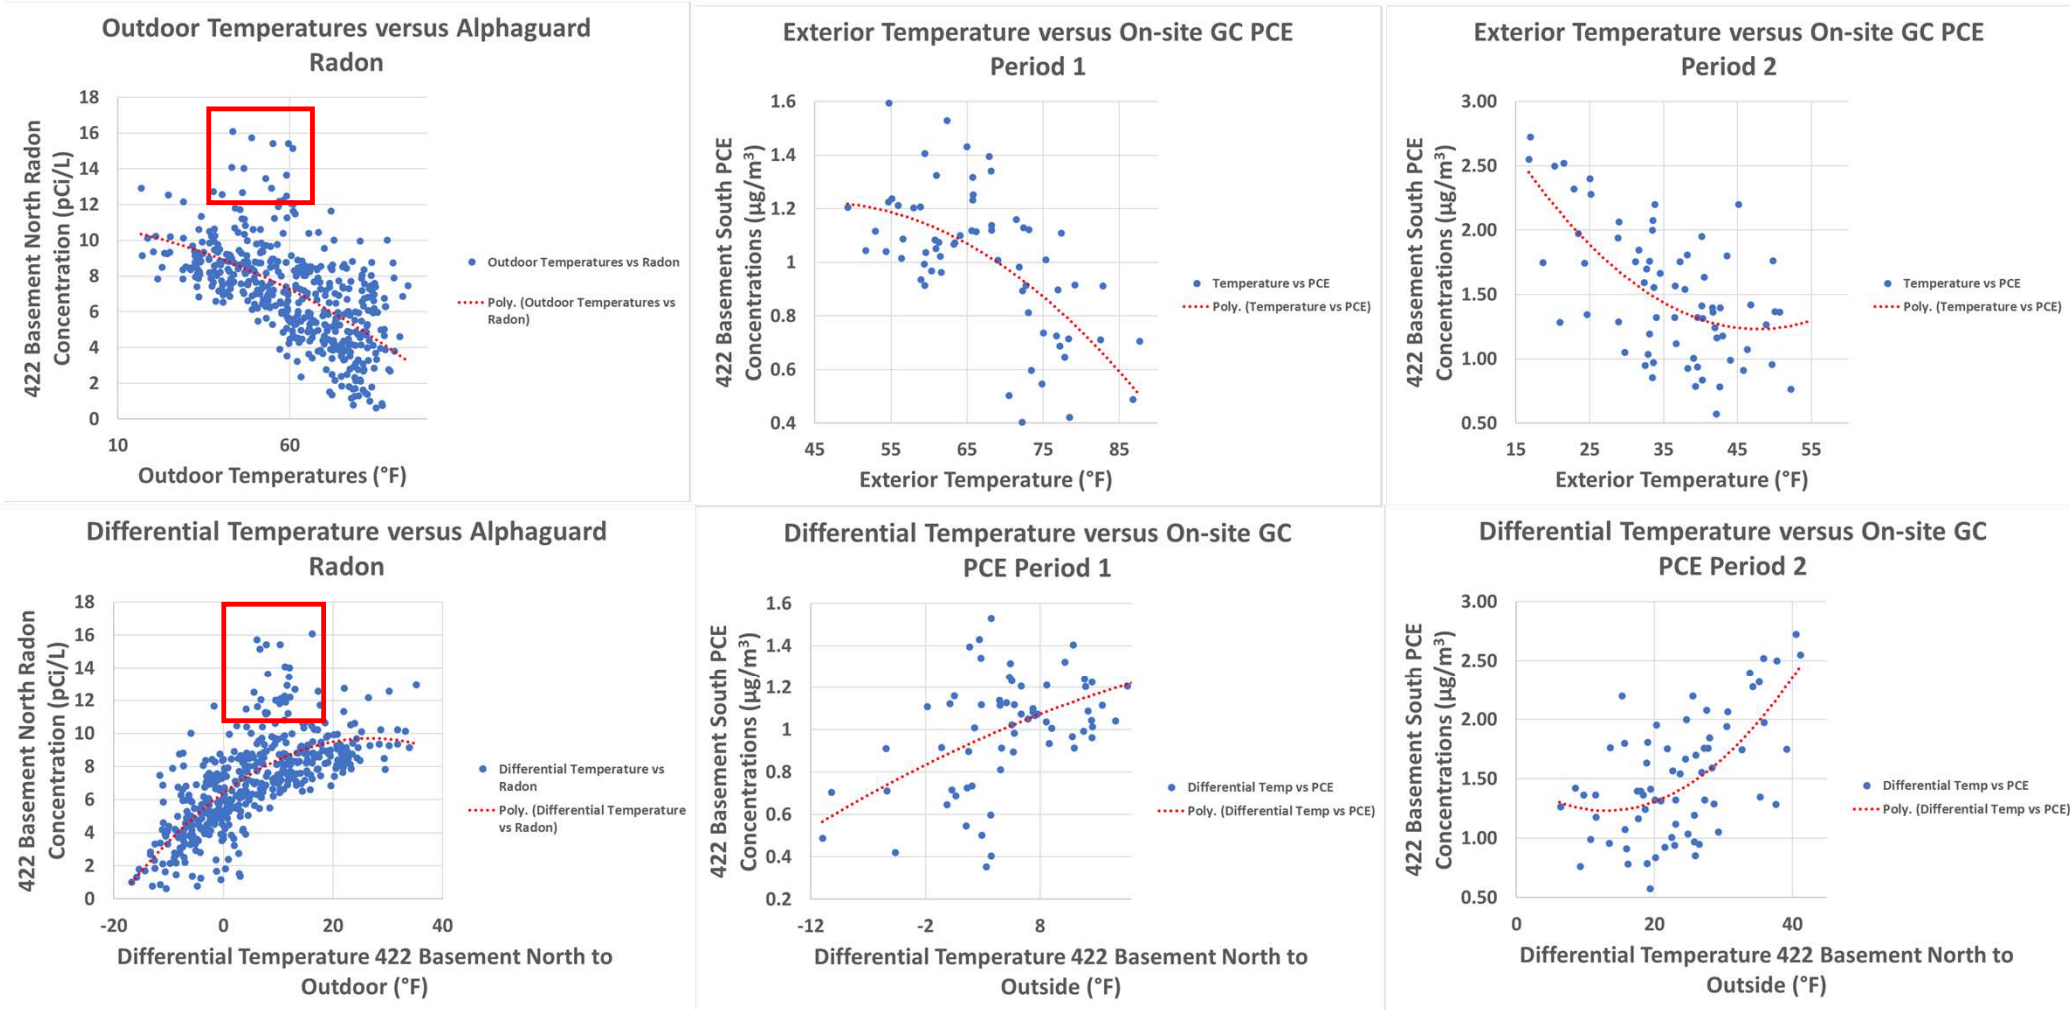 Outdoor Temperatures versus Alphaguard
Radon
18
16
14
12
10
8
6
4
2
0
10
60
422 Basement North Radon
Concentration (pCi/L)
Outdoor Temperatures (°F)
Outdoor Temperatures vs Radon
Poly. (Outdoor Temperatures vs
Radon)
Exterior Temperature versus On-site GC PCE
Period 1
1.6
1.4
1.2
1
0.8
0.6
0.4
45
55
65
75
85
422 Basement South PCE
Concentrations (µg/m³)
Exterior Temperature (°F)
Temperature vs PCE
Poly. (Temperature vs PCE)
Exterior Temperature versus On-site GC PCE
Period 2
3.00
2.50
2.00
1.50
1.00
0.50
15
25
35
45
55
422 Basement South PCE
Concentrations (µg/m³)
Exterior Temperature (°F)
Temperature vs PCE
Poly. (Temperature vs PCE)
Differential Temperature versus Alphaguard
Radon
18
16
14
12
10
8
6
4
2
0
-20
0
20
40
422 Basement North Radon
Concentration (pCi/L)
Differential Temperature 422 Basement North to
Outdoor (°F)
Differential Temperature vs
Radon
Poly. (Differential Temperature
vs Radon)
Differential Temperature versus On-site GC
PCE Period 1
1.6
1.4
1.2
1
0.8
0.6
0.4
0.2
-12
-2
8
422 Basement South PCE
Concentrations (µg/m³)
Differential Temperature 422 Basement North to
Outside (°F)
Differential Temp vs PCE
Poly. (Differential Temp vs PCE)
Differential Temperature versus On-site GC
PCE Period 2
3.00
2.50
2.00
1.50
1.00
0.50
0
20
40
422 Basement South PCE
Concentrations (µg/m³)
Differential Temperature 422 Basement North to
Outside (°F)
Differential Temp vs PCE
Poly. (Differential Temp vs PCE)